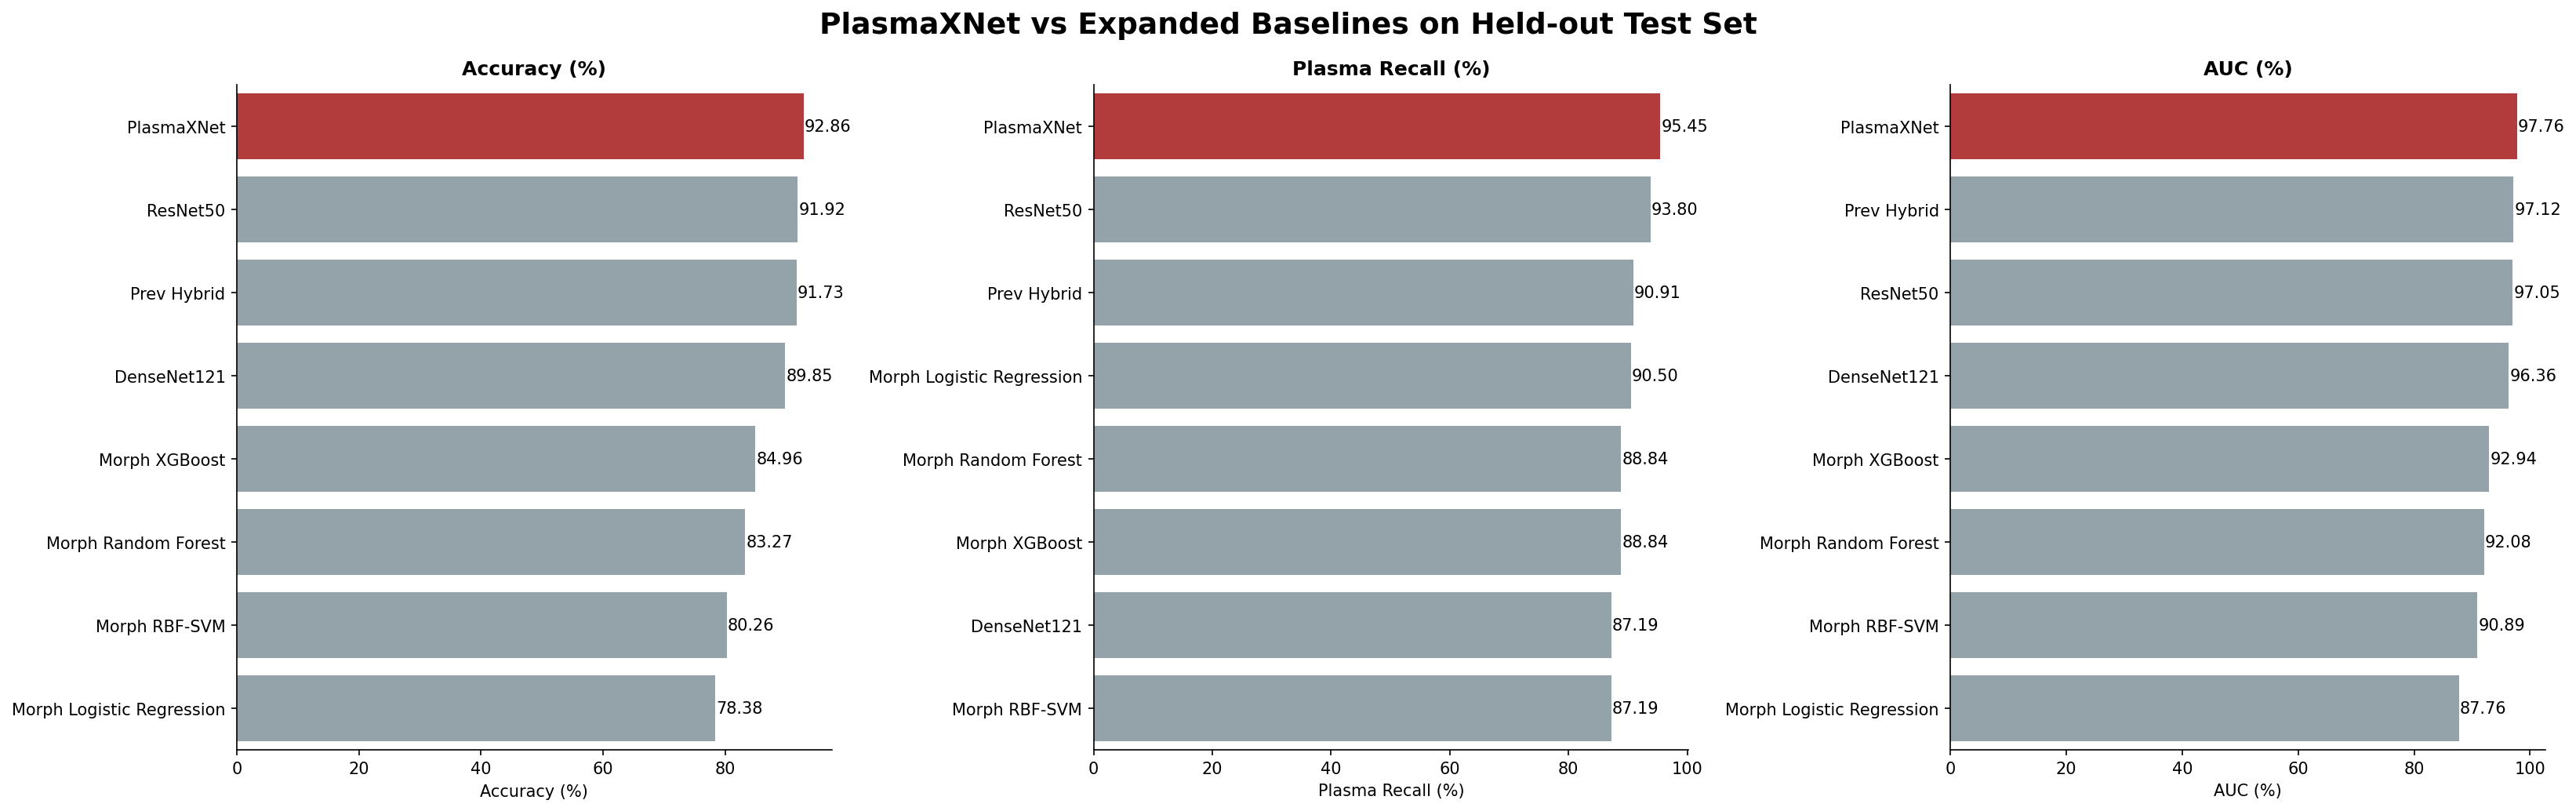 PlasmaXNet vs Expanded Baselines on Held-out Test Set
Accuracy (%)
PlasmaXNet 92.86
ResNet50 91.92
Prev Hybrid 91.73
DenseNet121 89.85
Morph XGBoost 84.96
Morph Random Forest 83.27
Morph RBF-SVM 80.26
Morph Logistic Regression 78.38
0 20 40 60 80
Accuracy (%)
Plasma Recall (%)
PlasmaXNet 95.45
ResNet50 93.80
Prev Hybrid 90.91
Morph Logistic Regression 90.50
Morph Random Forest 88.84
Morph XGBoost 88.84
DenseNet121 87.19
Morph RBF-SVM 87.19
0 20 40 60 80 100
Plasma Recall (%)
AUC (%)
PlasmaXNet 97.76
Prev Hybrid 97.12
ResNet50 97.05
DenseNet121 96.36
Morph XGBoost 92.94
Morph Random Forest 92.08
Morph RBF-SVM 90.89
Morph Logistic Regression 87.76
0 20 40 60 80 100
AUC (%)